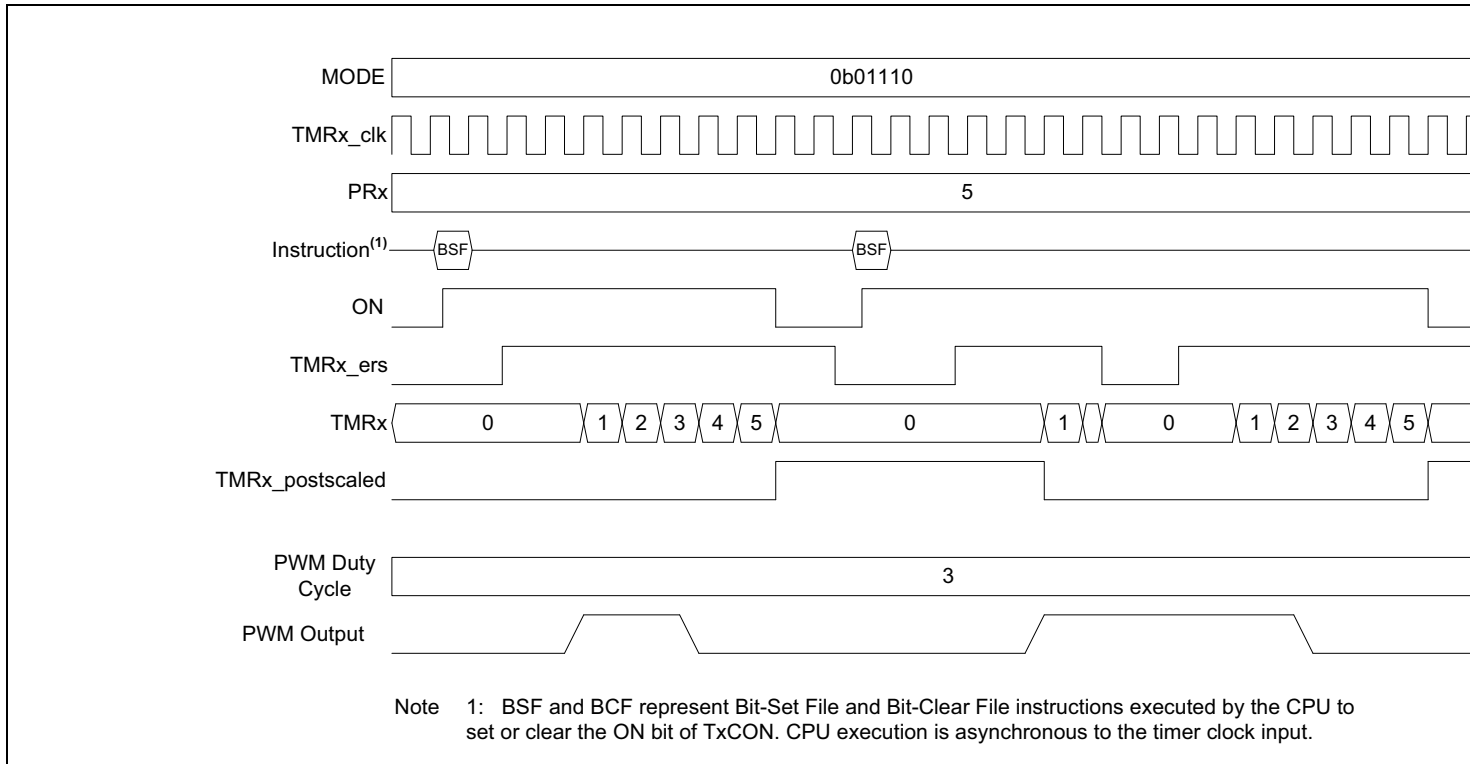 MODE 0b01110
TMRx_clk
PRx 5
Instruction(1) BSF BSF
ON
TMRx_ers
TMRx 0 1 2 3 4 5 0 1 0 1 2 3 4 5
TMRx_postscaled
PWM Duty
Cycle 3
PWM Output
Note 1: BSF and BCF represent Bit-Set File and Bit-Clear File instructions executed by the CPU to
set or clear the ON bit of TxCON. CPU execution is asynchronous to the timer clock input.